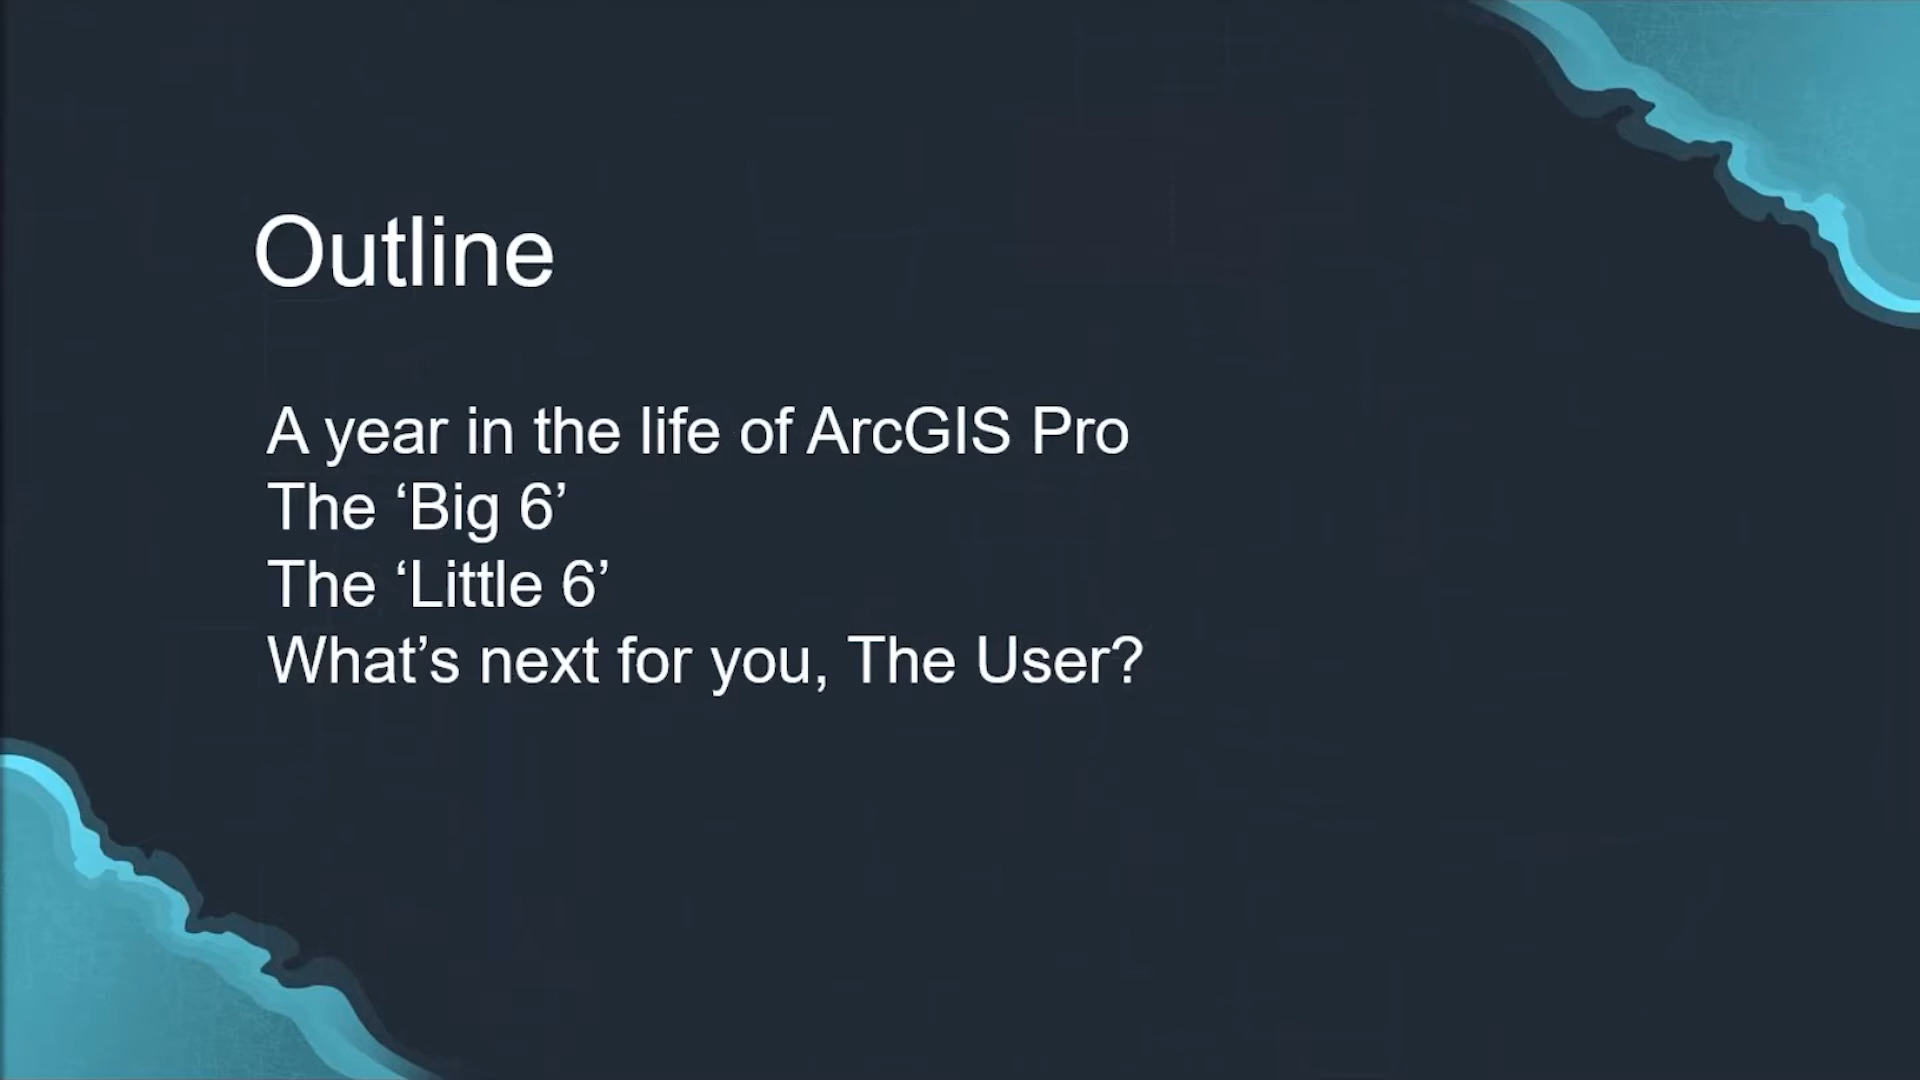 Outline
A year in the life of ArcGIS Pro
The ‘Big 6’
The ‘Little 6’
What’s next for you, The User?